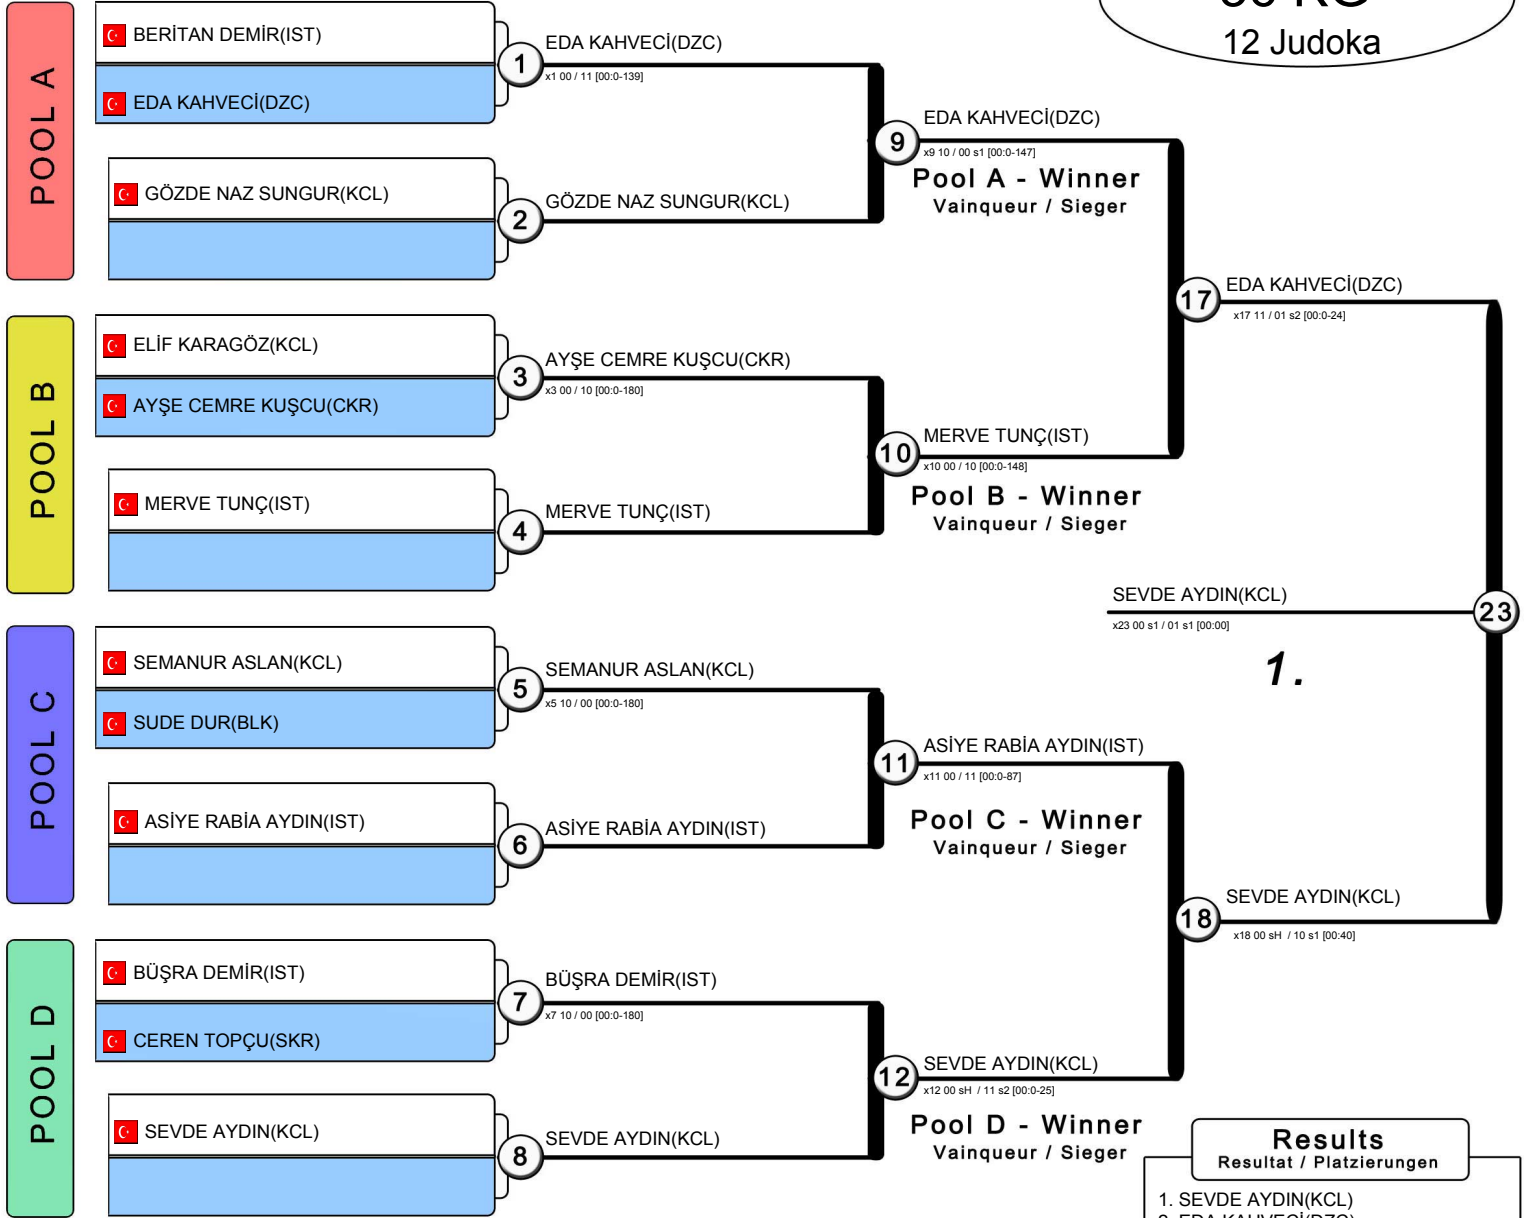 KG
12 Judoka
POOL A
BERİTAN DEMİR(IST)
EDA KAHVECİ(DZC)
1
EDA KAHVECİ(DZC)
x1 00 / 11 [00:0-139]
GÖZDE NAZ SUNGUR(KCL)
2
GÖZDE NAZ SUNGUR(KCL)
9
EDA KAHVECİ(DZC)
x9 10 / 00 s1 [00:0-147]
Pool A - Winner
Vainqueur / Sieger
POOL B
ELİF KARAGÖZ(KCL)
AYŞE CEMRE KUŞCU(CKR)
3
AYŞE CEMRE KUŞCU(CKR)
x3 00 / 10 [00:0-180]
MERVE TUNÇ(IST)
4
MERVE TUNÇ(IST)
10
MERVE TUNÇ(IST)
x10 00 / 10 [00:0-148]
Pool B - Winner
Vainqueur / Sieger
17
EDA KAHVECİ(DZC)
x17 11 / 01 s2 [00:0-24]
SEVDE AYDIN(KCL)
x23 00 s1 / 01 s1 [00:00]
23
1.
POOL C
SEMANUR ASLAN(KCL)
SUDE DUR(BLK)
5
SEMANUR ASLAN(KCL)
x5 10 / 00 [00:0-180]
ASİYE RABİA AYDIN(IST)
6
ASİYE RABİA AYDIN(IST)
11
ASİYE RABİA AYDIN(IST)
x11 00 / 11 [00:0-87]
Pool C - Winner
Vainqueur / Sieger
18
SEVDE AYDIN(KCL)
x18 00 sH / 10 s1 [00:40]
POOL D
BÜŞRA DEMİR(IST)
CEREN TOPÇU(SKR)
7
BÜŞRA DEMİR(IST)
x7 10 / 00 [00:0-180]
SEVDE AYDIN(KCL)
8
SEVDE AYDIN(KCL)
12
SEVDE AYDIN(KCL)
x12 00 sH / 11 s2 [00:0-25]
Pool D - Winner
Vainqueur / Sieger
Results
Resultat / Platzierungen
1. SEVDE AYDIN(KCL)
2. EDA KAHVECİ(DZC)